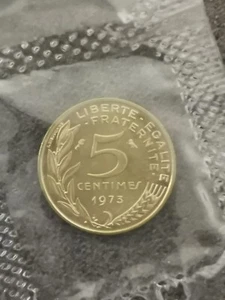 LIBERTE · EGALITE
· FRATERNITE ·
5
CENTIMES
1973